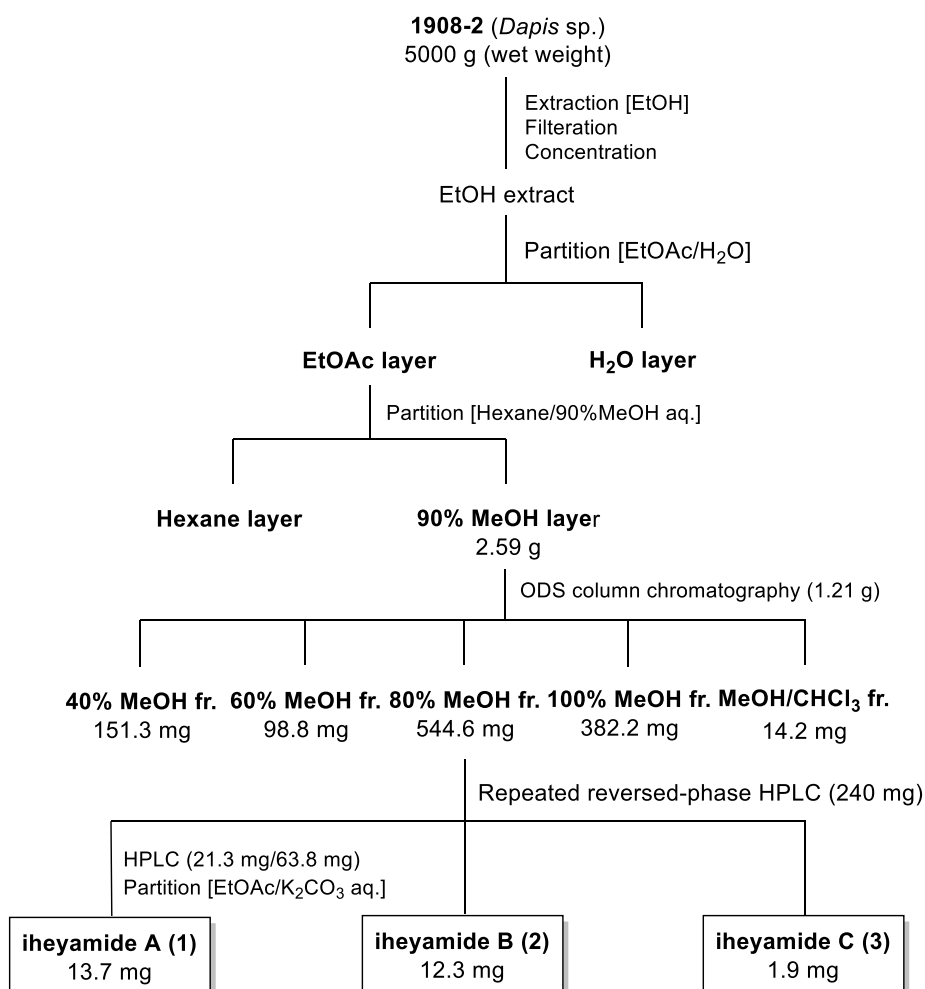 1908-2 (Dapis sp.)
5000 g (wet weight)
Extraction [EtOH]
Filteration
Concentration
EtOH extract
Partition [EtOAc/H₂O]
EtOAc layer
H₂O layer
Partition [Hexane/90%MeOH aq.]
Hexane layer
90% MeOH layer
2.59 g
ODS column chromatography (1.21 g)
40% MeOH fr. 60% MeOH fr. 80% MeOH fr. 100% MeOH fr. MeOH/CHCl₃ fr.
151.3 mg 98.8 mg 544.6 mg 382.2 mg 14.2 mg
Repeated reversed-phase HPLC (240 mg)
HPLC (21.3 mg/63.8 mg)
Partition [EtOAc/K₂CO₃ aq.]
iheyamide A (1) iheyamide B (2) iheyamide C (3)
13.7 mg 12.3 mg 1.9 mg